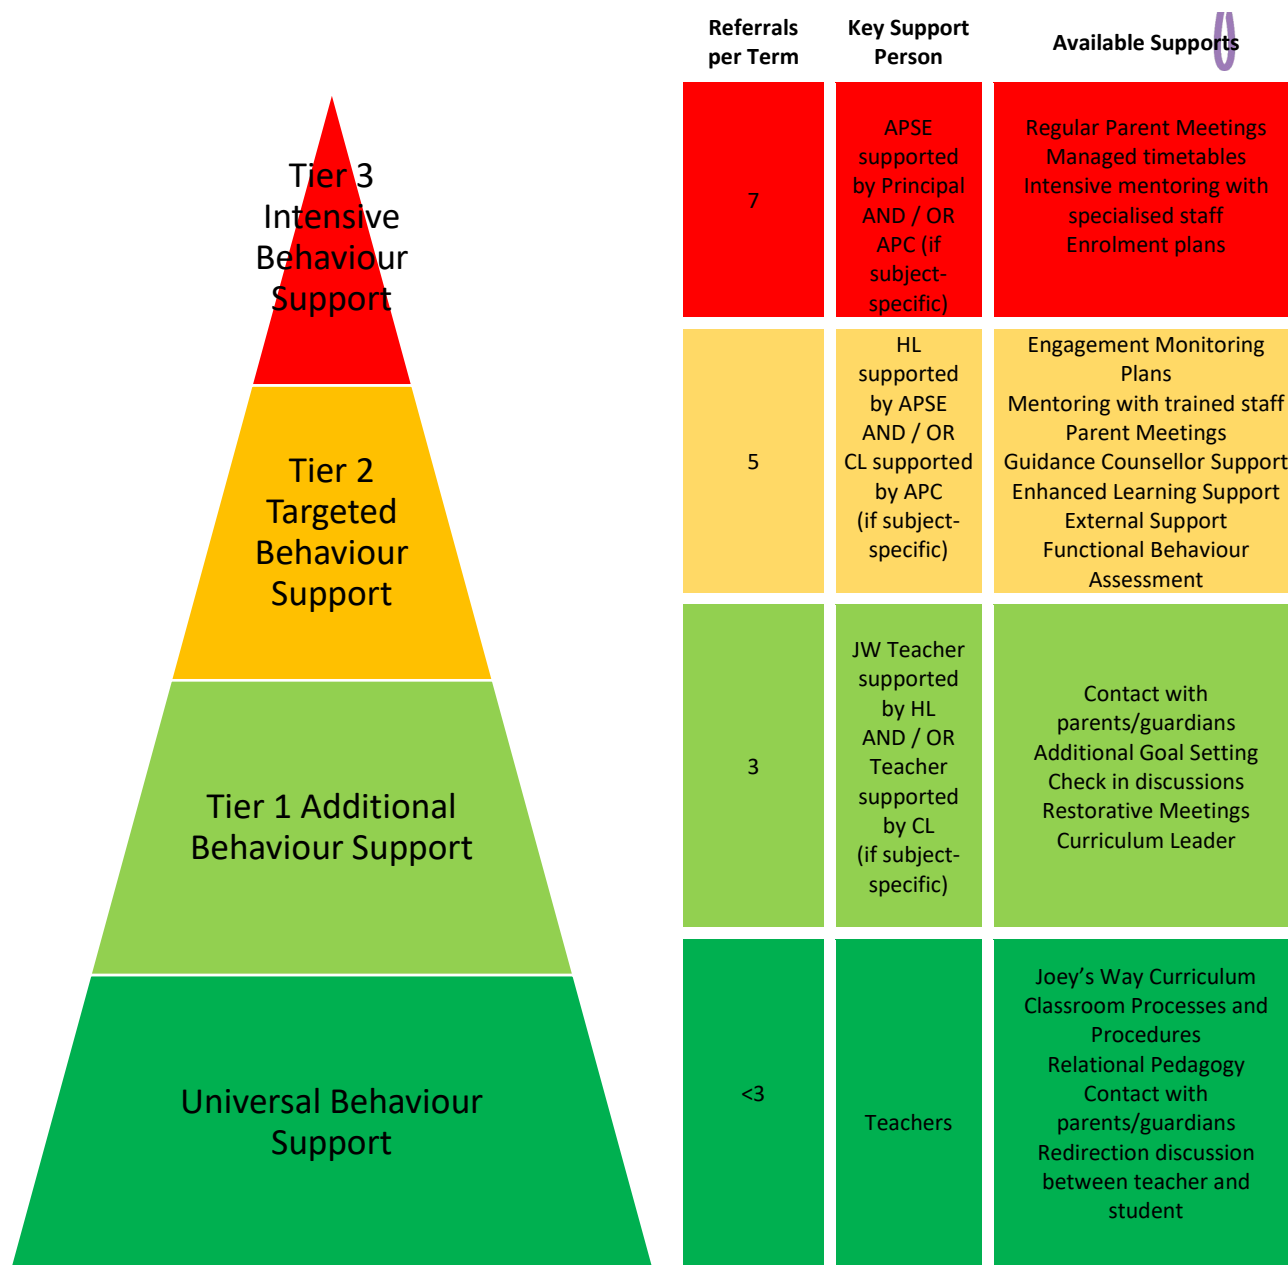 Referrals
per Term
Key Support
Person
Available Supports
Tier 3
Intensive
Behaviour
Support
7
APSE
supported
by Principal
AND / OR
APC (if
subject-
specific)
Regular Parent Meetings
Managed timetables
Intensive mentoring with
specialised staff
Enrolment plans
Tier 2
Targeted
Behaviour
Support
5
HL
supported
by APSE
AND / OR
CL supported
by APC
(if subject-
specific)
Engagement Monitoring
Plans
Mentoring with trained staff
Parent Meetings
Guidance Counsellor Support
Enhanced Learning Support
External Support
Functional Behaviour
Assessment
Tier 1 Additional
Behaviour Support
3
JW Teacher
supported
by HL
AND / OR
Teacher
supported
by CL
(if subject-
specific)
Contact with
parents/guardians
Additional Goal Setting
Check in discussions
Restorative Meetings
Curriculum Leader
Universal Behaviour
Support
<3
Teachers
Joey’s Way Curriculum
Classroom Processes and
Procedures
Relational Pedagogy
Contact with
parents/guardians
Redirection discussion
between teacher and
student